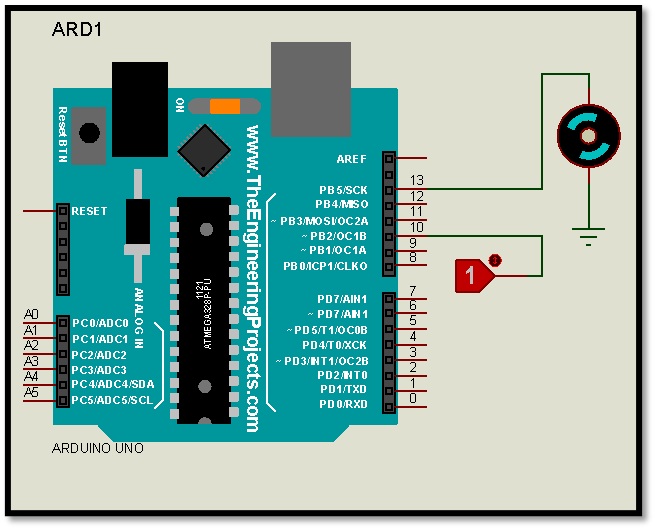 ARD1
Reset BTN
ON
www.TheEngineeringProjects.com
1121
ATMEGA328P-PU
ANALOG IN
RESET
A0 PC0/ADC0
A1 PC1/ADC1
A2 PC2/ADC2
A3 PC3/ADC3
A4 PC4/ADC4/SDA
A5 PC5/ADC5/SCL
AREF
PB5/SCK 13
PB4/MISO 12
~ PB3/MOSI/OC2A 11
~ PB2/OC1B 10
~ PB1/OC1A 9
PB0/ICP1/CLKO 8
PD7/AIN1 7
~ PD7/AIN1 6
~ PD5/T1/OC0B 5
PD4/T0/XCK 4
~ PD3/INT1/OC2B 3
PD2/INT0 2
PD1/TXD 1
PD0/RXD 0
1
ARDUINO UNO